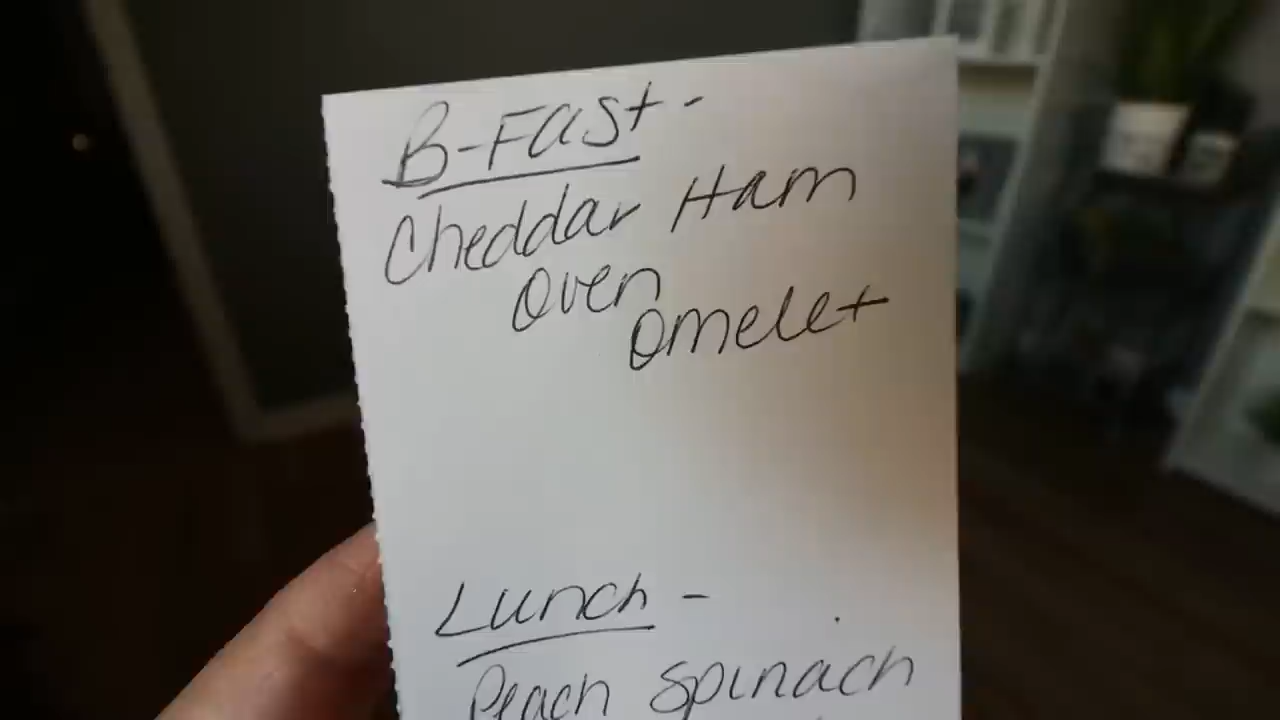 B-FAST-
Cheddar Ham
Oven
Omelet
Lunch -
Peach Spinach